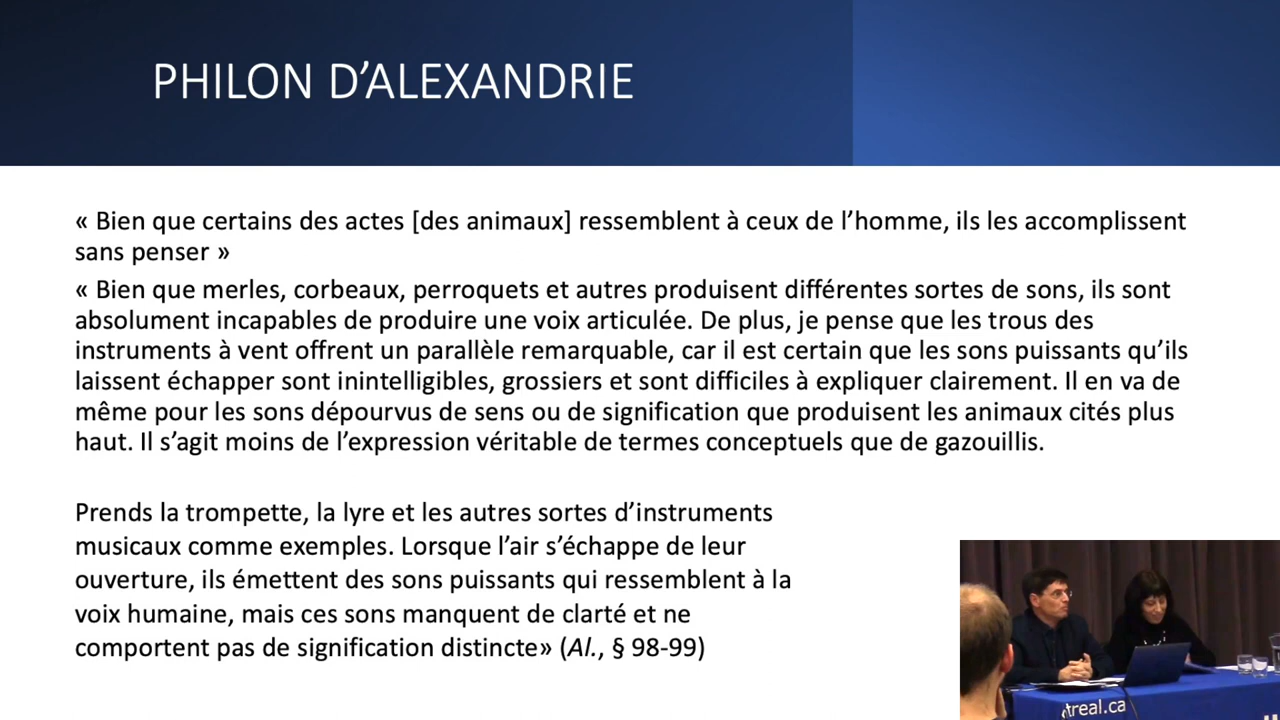 PHILON D’ALEXANDRIE
« Bien que certains des actes [des animaux] ressemblent à ceux de l’homme, ils les accomplissent
sans penser »
« Bien que merles, corbeaux, perroquets et autres produisent différentes sortes de sons, ils sont
absolument incapables de produire une voix articulée. De plus, je pense que les trous des
instruments à vent offrent un parallèle remarquable, car il est certain que les sons puissants qu’ils
laissent échapper sont inintelligibles, grossiers et sont difficiles à expliquer clairement. Il en va de
même pour les sons dépourvus de sens ou de signification que produisent les animaux cités plus
haut. Il s’agit moins de l’expression véritable de termes conceptuels que de gazouillis.
Prends la trompette, la lyre et les autres sortes d’instruments
musicaux comme exemples. Lorsque l’air s’échappe de leur
ouverture, ils émettent des sons puissants qui ressemblent à la
voix humaine, mais ces sons manquent de clarté et ne
comportent pas de signification distincte» (Al., § 98-99)
treal.ca